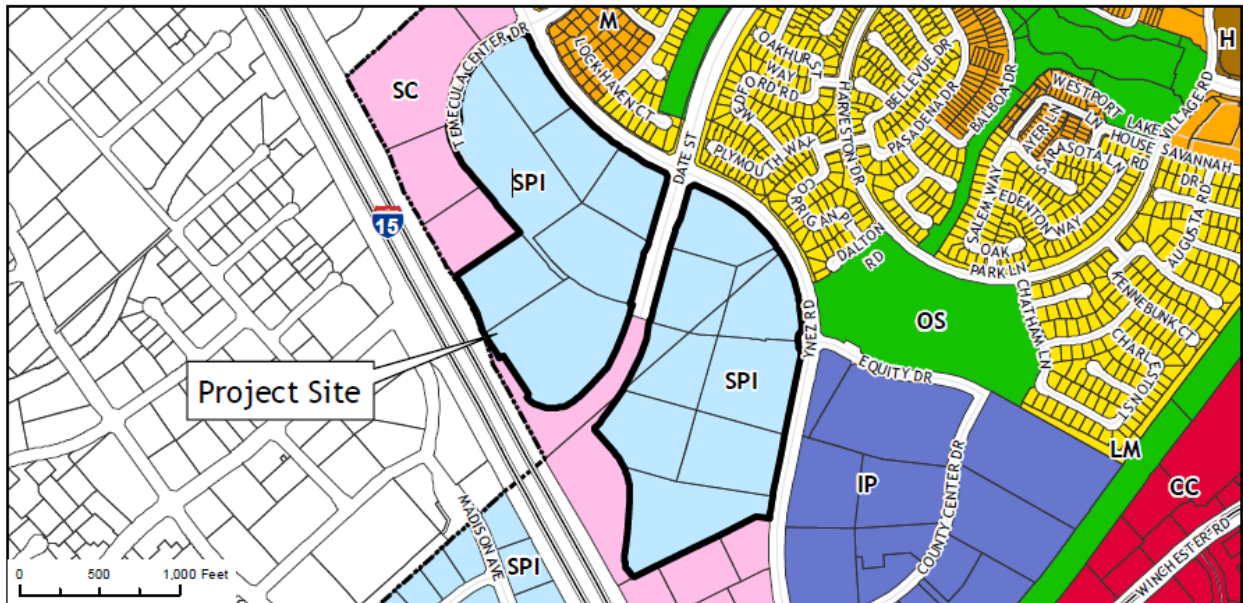 M
H
SC
TEMECULA CENTER DR
LOCKHAVEN CT
OAKHURST
WAY
BEDFORD RD
HARVESTON DR
BELLEVUE DR
PASADENA DR
BALBOA DR
WESTPORT
LN
AYER LN
SARASOTA LN
LAKE
HOUSE
RD
VILLAGE RD
SAVANNAH
DR
DATE ST
PLYMOUTH WAY
CORRIGAN PL
DALTON
RD
SALEM WAY
EDENTON WAY
OAK
PARK LN
AUGUSTA RD
KENNEBUNK CT
CHATHAM LN
CHARLESTON ST
SPI
15
OS
YNEZ RD
EQUITY DR
Project Site
SPI
LM
IP
CC
COUNTY CENTER DR
MADISON AVE
SPI
WINCHESTER RD
0 500 1,000 Feet